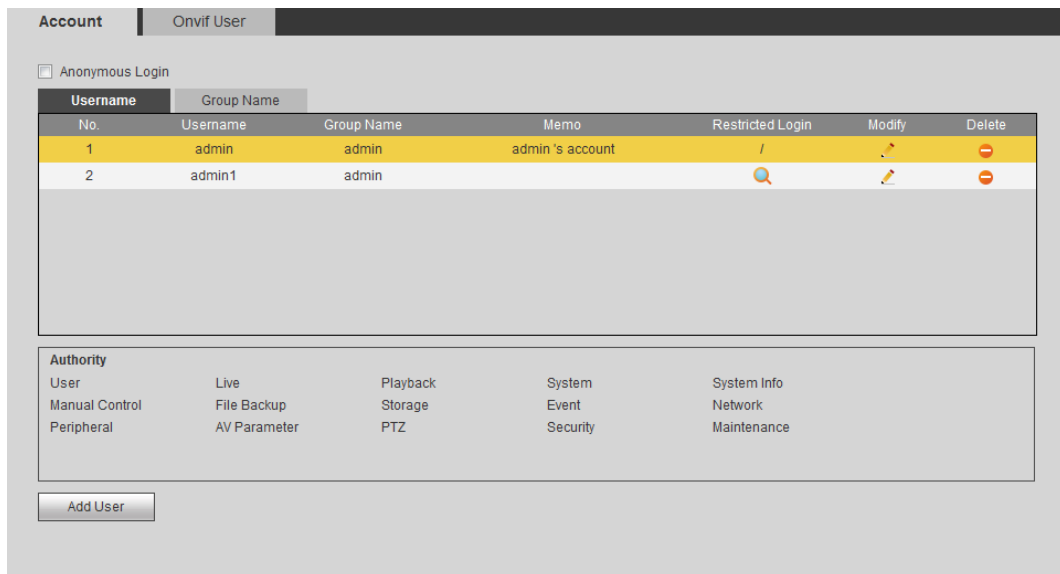 Account Onvif User
Anonymous Login
Username Group Name
No. Username Group Name Memo Restricted Login Modify Delete
1 admin admin admin 's account /
2 admin1 admin
Authority
User Live Playback System System Info
Manual Control File Backup Storage Event Network
Peripheral AV Parameter PTZ Security Maintenance
Add User